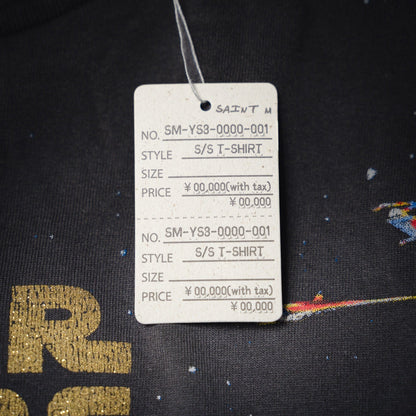 SAINT M
NO. SM-YS3-0000-001
STYLE S/S T-SHIRT
SIZE
PRICE ¥00,000(with tax)
¥00,000
NO. SM-YS3-0000-001
STYLE S/S T-SHIRT
SIZE
PRICE ¥00,000(with tax)
¥00,000
R